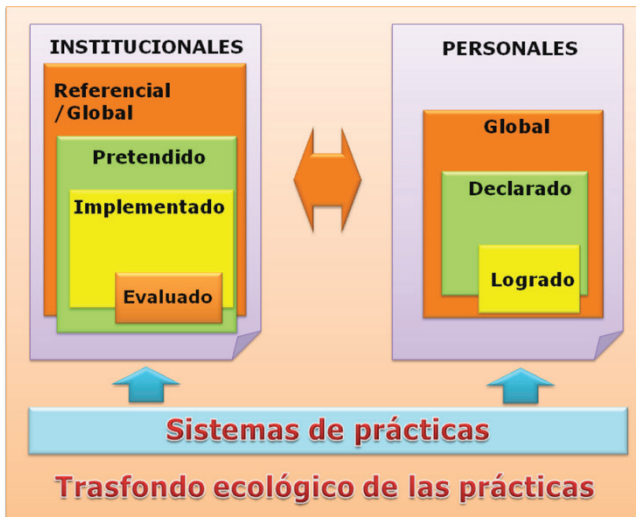 INSTITUCIONALES
Referencial
/Global
Pretendido
Implementado
Evaluado
PERSONALES
Global
Declarado
Logrado
Sistemas de prácticas
Trasfondo ecológico de las prácticas